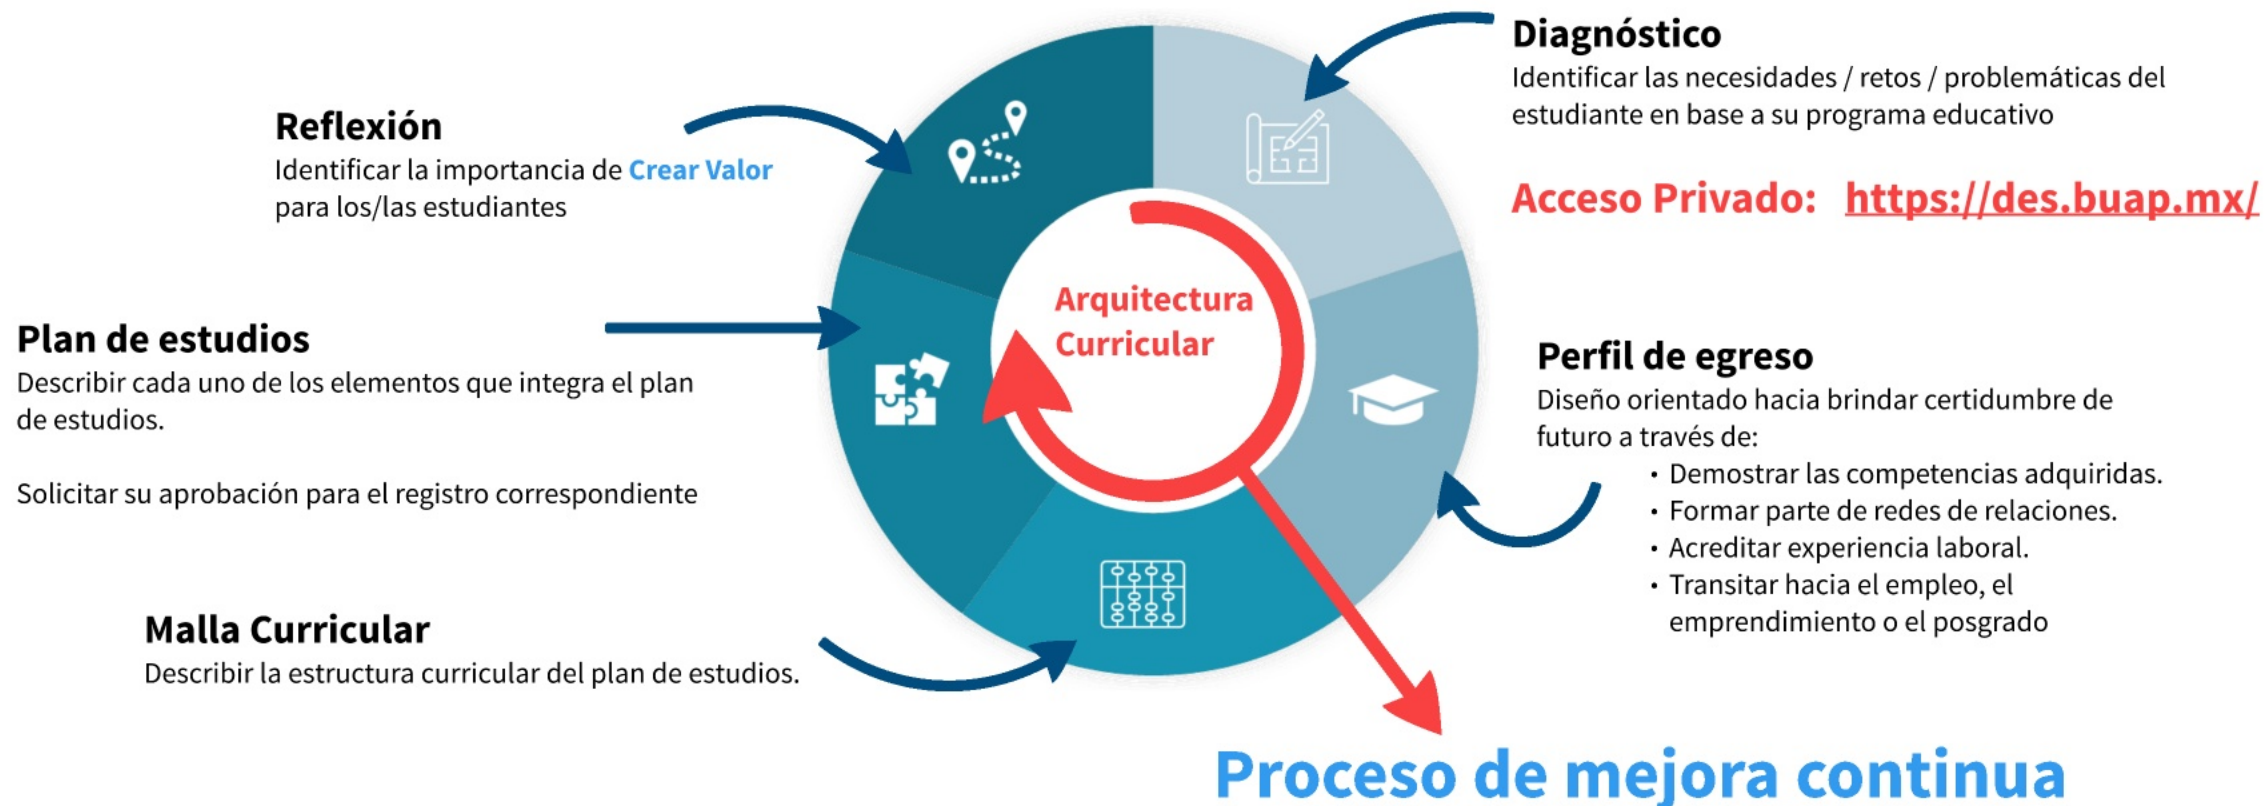 Reflexión
Identificar la importancia de Crear Valor
para los/las estudiantes
Plan de estudios
Describir cada uno de los elementos que integra el plan
de estudios.
Solicitar su aprobación para el registro correspondiente
Malla Curricular
Describir la estructura curricular del plan de estudios.
Arquitectura
Curricular
Diagnóstico
Identificar las necesidades / retos / problemáticas del
estudiante en base a su programa educativo
Acceso Privado: https://des.buap.mx/
Perfil de egreso
Diseño orientado hacia brindar certidumbre de
futuro a través de:
• Demostrar las competencias adquiridas.
• Formar parte de redes de relaciones.
• Acreditar experiencia laboral.
• Transitar hacia el empleo, el
emprendimiento o el posgrado
Proceso de mejora continua